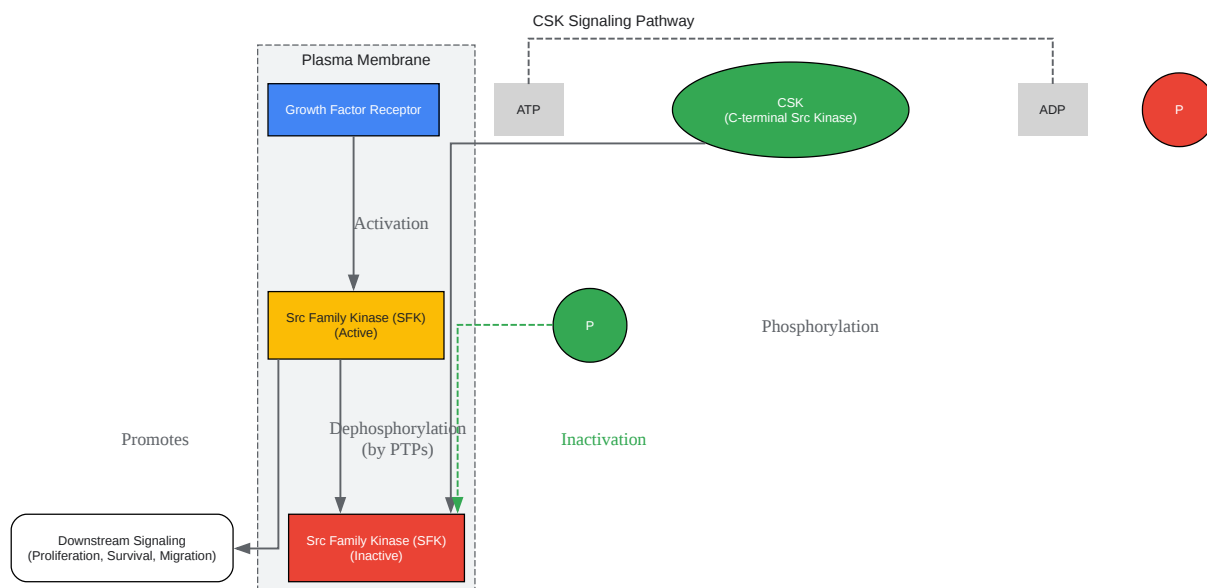 CSK Signaling Pathway
Plasma Membrane
Growth Factor Receptor
ATP
CSK
(C-terminal Src Kinase)
ADP
P
Activation
Src Family Kinase (SFK)
(Active)
P
Phosphorylation
Promotes
Dephosphorylation
(by PTPs)
Inactivation
Downstream Signaling
(Proliferation, Survival, Migration)
Src Family Kinase (SFK)
(Inactive)